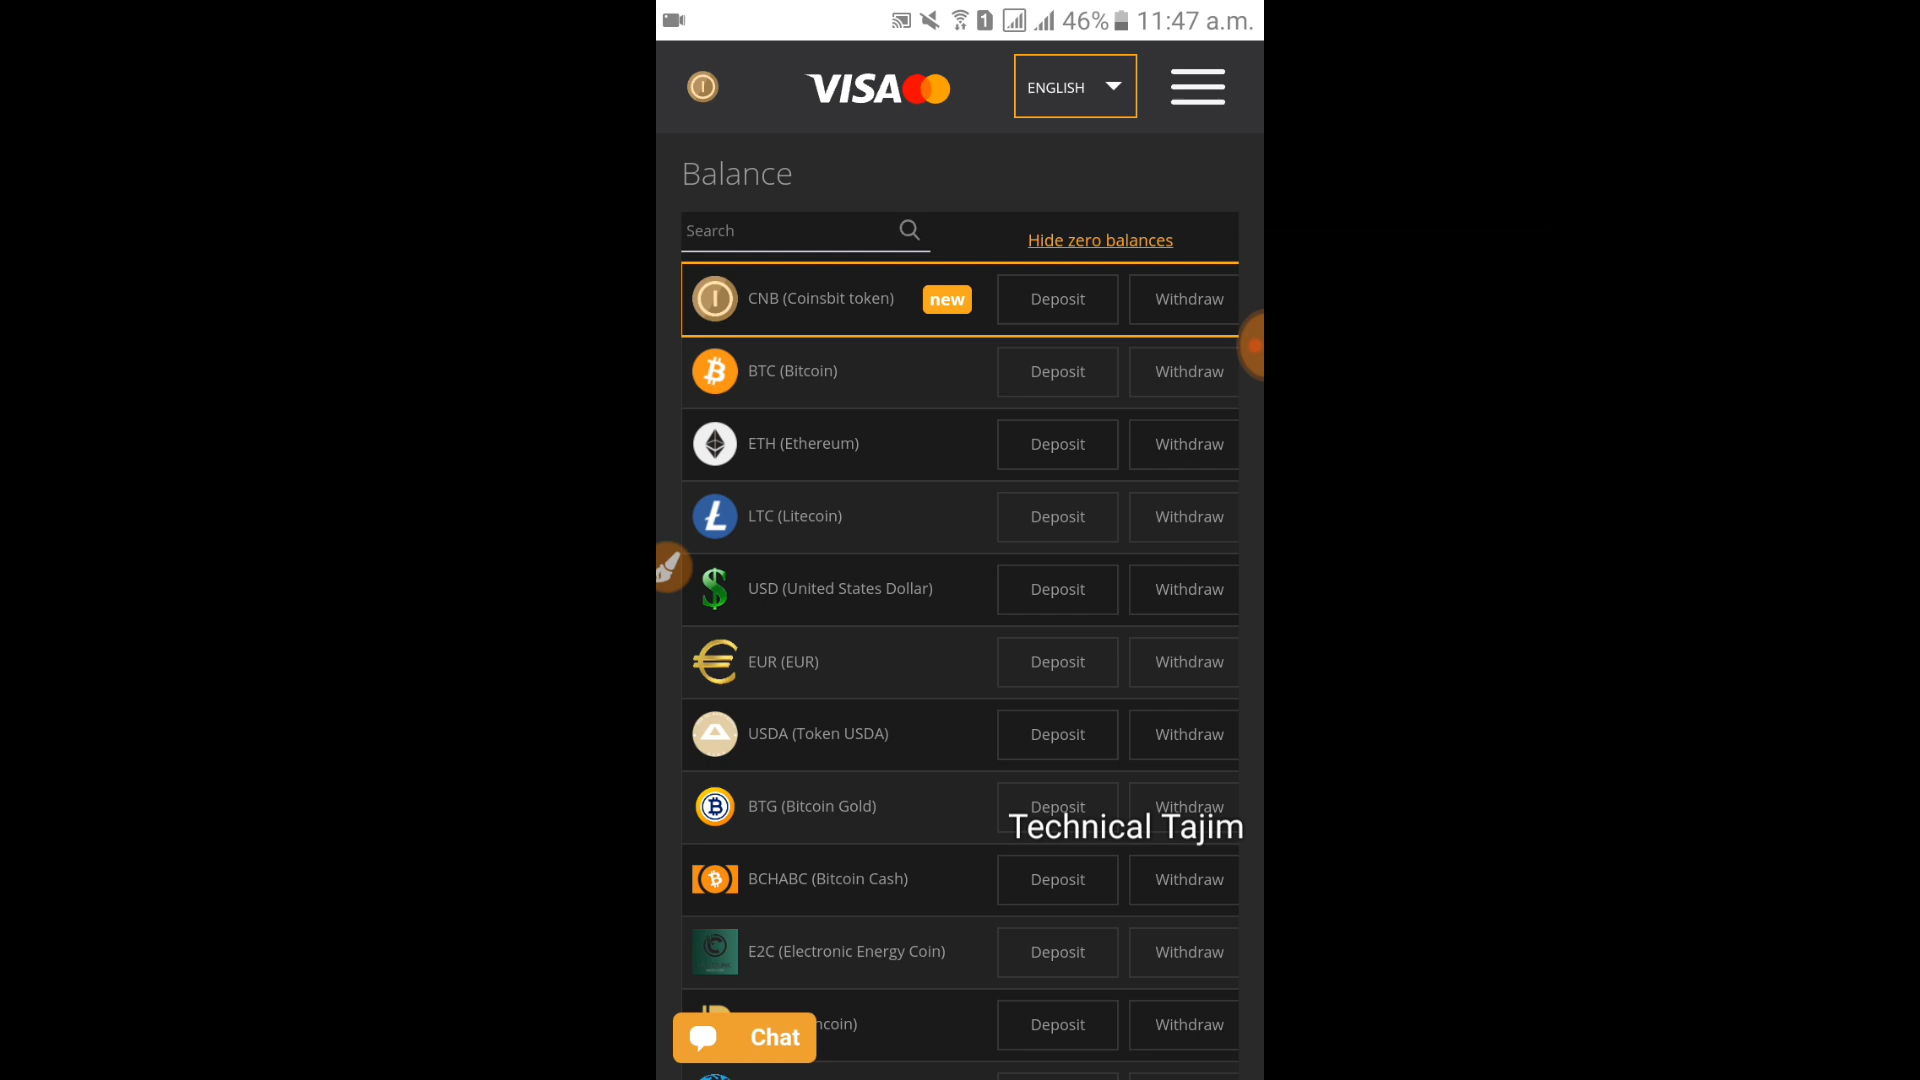 1 46% 11:47 a.m.
VISA ENGLISH
Balance
Search Hide zero balances
CNB (Coinsbit token) new Deposit Withdraw
BTC (Bitcoin) Deposit Withdraw
ETH (Ethereum) Deposit Withdraw
LTC (Litecoin) Deposit Withdraw
USD (United States Dollar) Deposit Withdraw
EUR (EUR) Deposit Withdraw
USDA (Token USDA) Deposit Withdraw
BTG (Bitcoin Gold) Deposit Withdraw
Technical Tajim
BCHABC (Bitcoin Cash) Deposit Withdraw
E2C (Electronic Energy Coin) Deposit Withdraw
ncoin) Deposit Withdraw
Chat